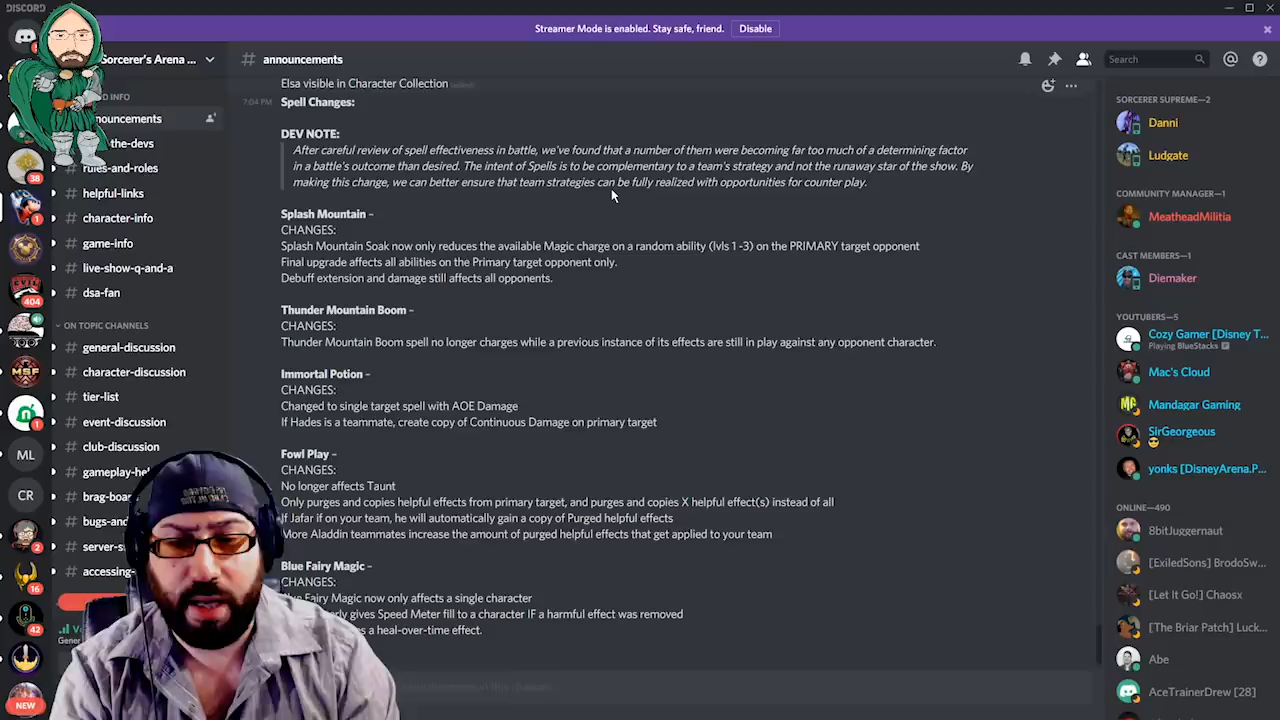 DISCORD
Streamer Mode is enabled. Stay safe, friend.
Disable
Sorcerer's Arena ...
# announcements
Search
INFO
# rules-and-roles
# helpful-links
# character-info
# game-info
# live-show-q-and-a
# dsa-fan
ON TOPIC CHANNELS
# general-discussion
# character-discussion
# tier-list
# event-discussion
# club-discussion
38
1
404
MSF
1
ML
CR
2
16
42
NEW
Elsa visible in Character Collection (edited)
7:04 PM
Spell Changes:
DEV NOTE:
After careful review of spell effectiveness in battle, we've found that a number of them were becoming far too much of a determining factor
in a battle's outcome than desired. The intent of Spells is to be complementary to a team's strategy and not the runaway star of the show. By
making this change, we can better ensure that team strategies can be fully realized with opportunities for counter play.
Splash Mountain –
CHANGES:
Splash Mountain Soak now only reduces the available Magic charge on a random ability (lvls 1 -3) on the PRIMARY target opponent
Final upgrade affects all abilities on the Primary target opponent only.
Debuff extension and damage still affects all opponents.
Thunder Mountain Boom –
CHANGES:
Thunder Mountain Boom spell no longer charges while a previous instance of its effects are still in play against any opponent character.
Immortal Potion –
CHANGES:
Changed to single target spell with AOE Damage
If Hades is a teammate, create copy of Continuous Damage on primary target
Fowl Play –
CHANGES:
No longer affects Taunt
Only purges and copies helpful effects from primary target, and purges and copies X helpful effect(s) instead of all
If Jafar if on your team, he will automatically gain a copy of Purged helpful effects
More Aladdin teammates increase the amount of purged helpful effects that get applied to your team
Blue Fairy Magic –
CHANGES:
Fairy Magic now only affects a single character
gives Speed Meter fill to a character IF a harmful effect was removed
a heal-over-time effect.
SORCERER SUPREME—2
Danni
Ludgate
COMMUNITY MANAGER—1
MeatheadMilitia
CAST MEMBERS—1
Diemaker
YOUTUBERS—5
Cozy Gamer [Disney T...
Playing BlueStacks
Mac's Cloud
Mandagar Gaming
SirGeorgeous
yonks [DisneyArena.P...
ONLINE—490
8bitJuggernaut
[ExiledSons] BrodoSw...
[Let It Go!] Chaosx
[The Briar Patch] Luck...
Abe
AceTrainerDrew [28]